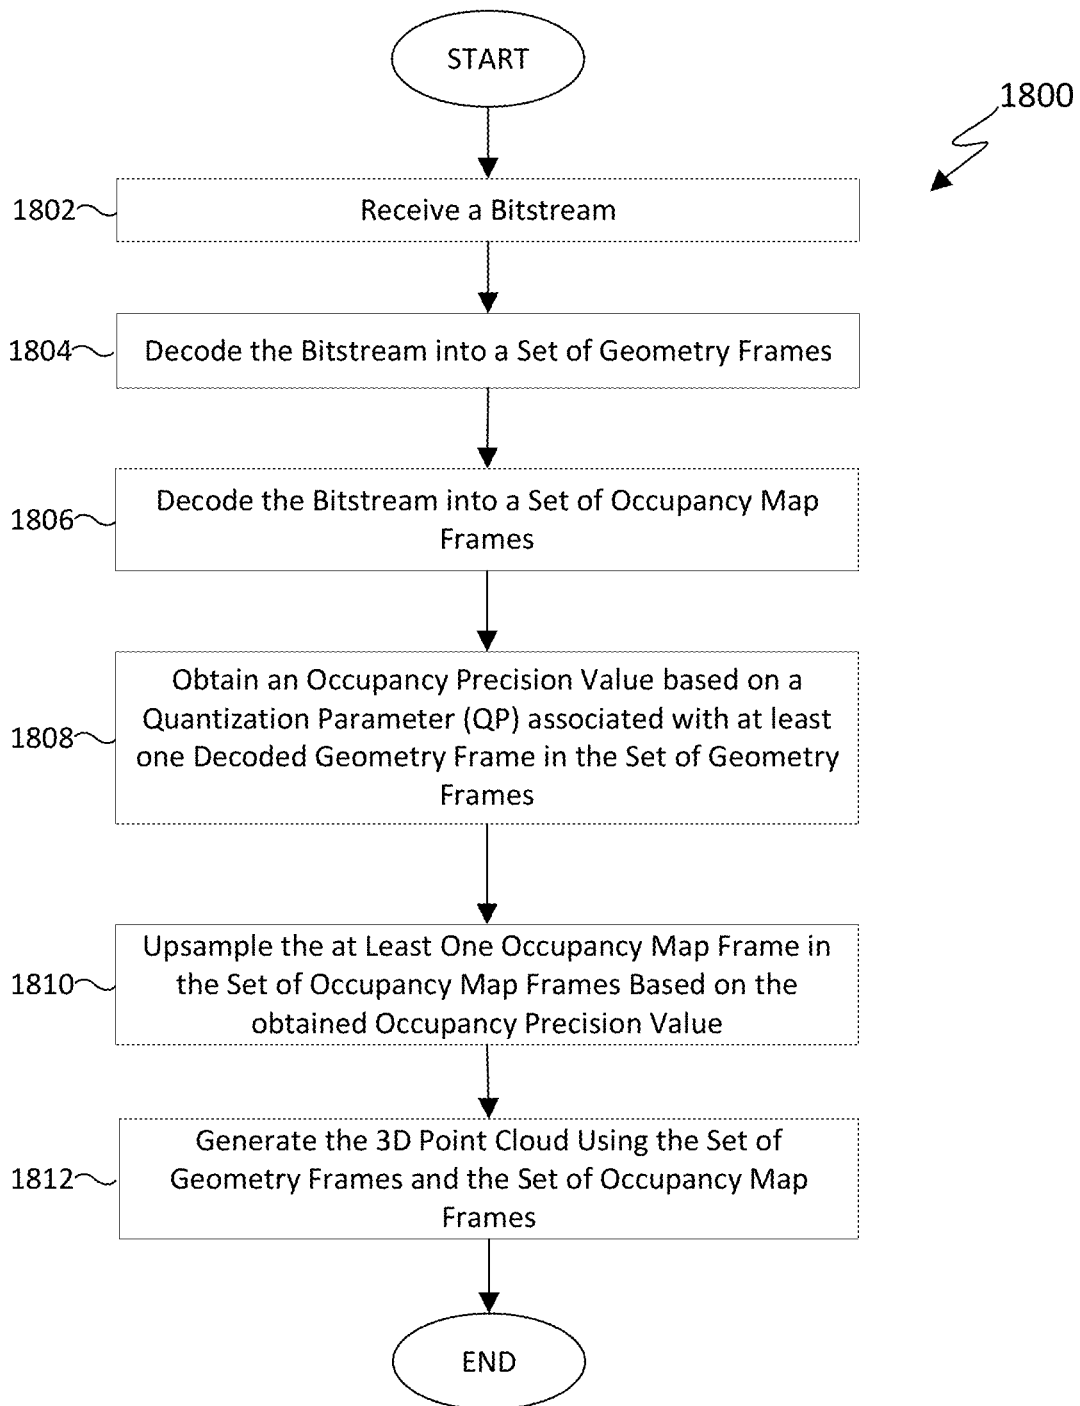 START
1800
1802
Receive a Bitstream
1804
Decode the Bitstream into a Set of Geometry Frames
1806
Decode the Bitstream into a Set of Occupancy Map
Frames
1808
Obtain an Occupancy Precision Value based on a
Quantization Parameter (QP) associated with at least
one Decoded Geometry Frame in the Set of Geometry
Frames
1810
Upsample the at Least One Occupancy Map Frame in
the Set of Occupancy Map Frames Based on the
obtained Occupancy Precision Value
1812
Generate the 3D Point Cloud Using the Set of
Geometry Frames and the Set of Occupancy Map
Frames
END